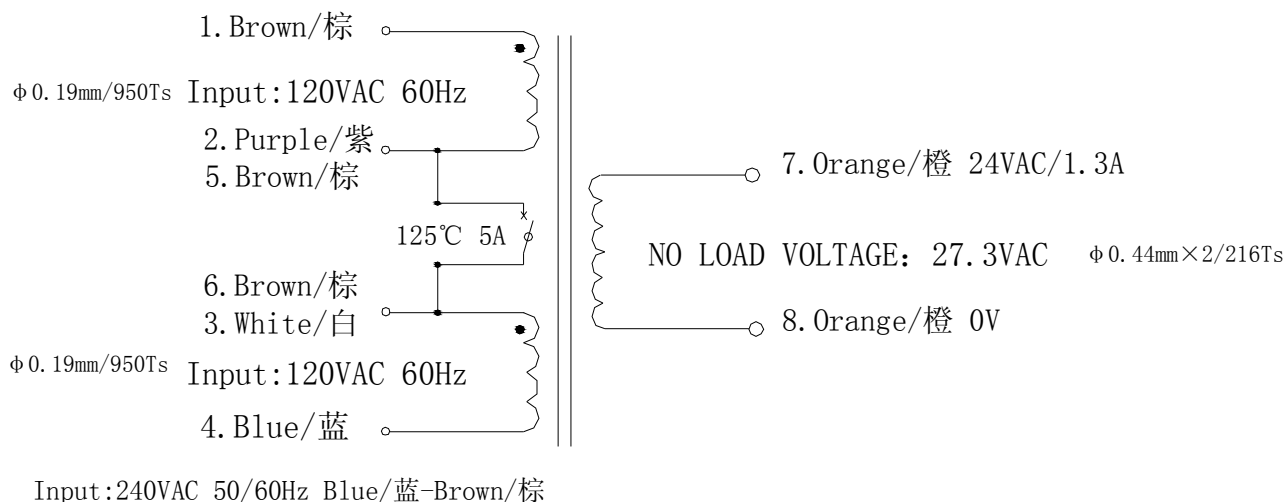 1.Brown/棕
φ0.19mm/950Ts Input:120VAC 60Hz
2.Purple/紫
5.Brown/棕
125℃ 5A
6.Brown/棕
3.White/白
φ0.19mm/950Ts Input:120VAC 60Hz
4.Blue/蓝
7.Orange/橙 24VAC/1.3A
NO LOAD VOLTAGE: 27.3VAC φ0.44mm×2/216Ts
8.Orange/橙 0V
Input:240VAC 50/60Hz Blue/蓝-Brown/棕